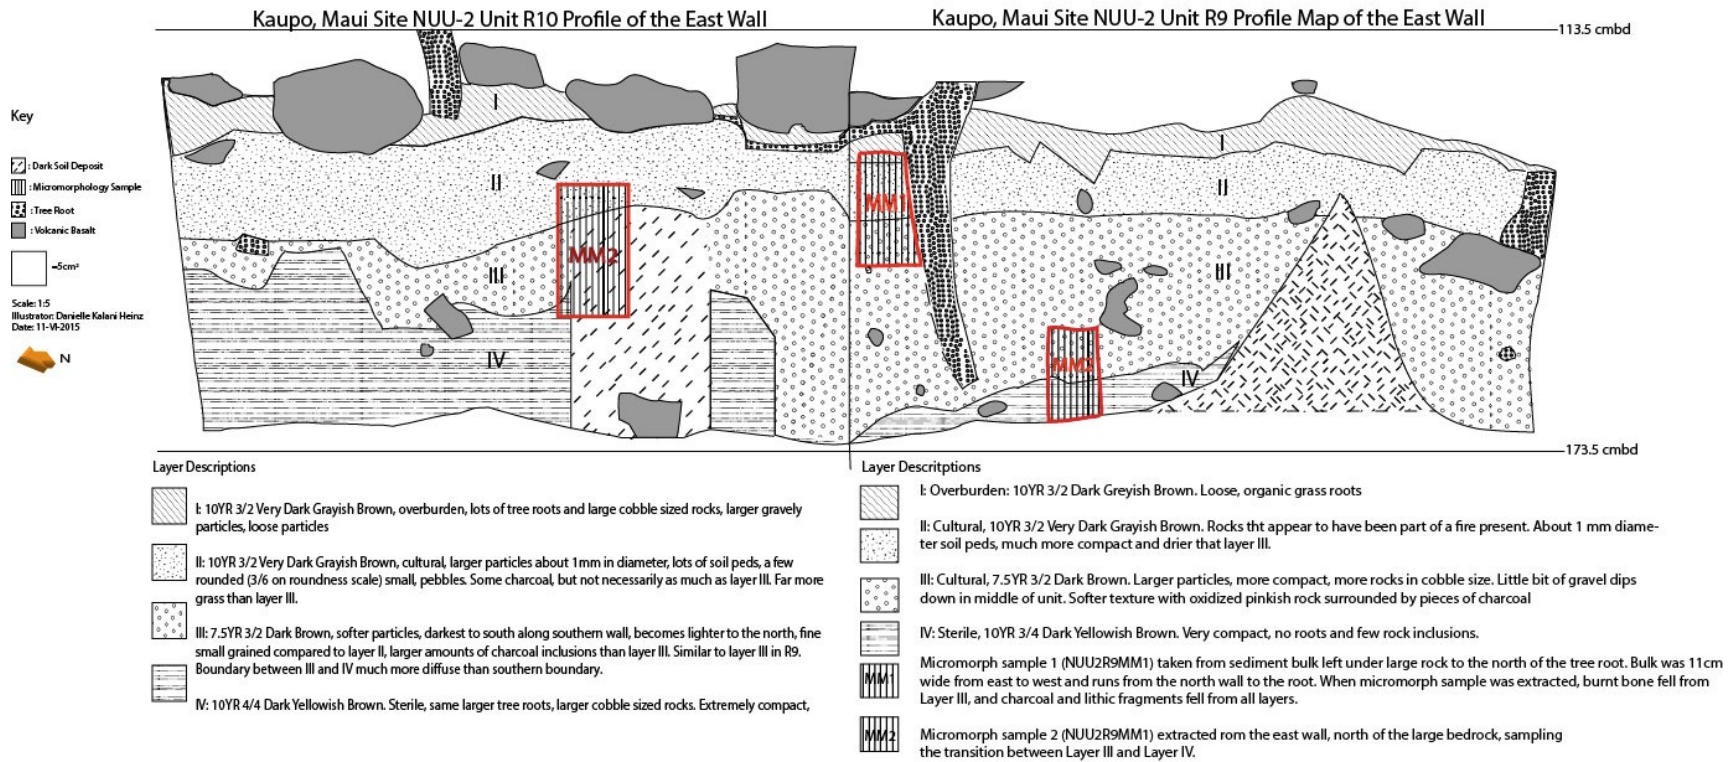 Kaupo, Maui Site NUU-2 Unit R10 Profile of the East Wall
Kaupo, Maui Site NUU-2 Unit R9 Profile Map of the East Wall
113.5 cmbd
Key
: Dark Soil Deposit
: Micromorphology Sample
: Tree Root
: Volcanic Basalt
=5cm²
Scale: 1:5
Illustrator: Danielle Kalani Heinz
Date: 11-VI-2015
N
I
II
III
IV
MM2
MM1
I
II
III
MM2
IV
173.5 cmbd
Layer Descriptions
I: 10YR 3/2 Very Dark Grayish Brown, overburden, lots of tree roots and large cobble sized rocks, larger gravely
particles, loose particles
II: 10YR 3/2 Very Dark Grayish Brown, cultural, larger particles about 1mm in diameter, lots of soil peds, a few
rounded (3/6 on roundness scale) small, pebbles. Some charcoal, but not necessarily as much as layer III. Far more
grass than layer III.
III: 7.5YR 3/2 Dark Brown, softer particles, darkest to south along southern wall, becomes lighter to the north, fine
small grained compared to layer II, larger amounts of charcoal inclusions than layer III. Similar to layer III in R9.
Boundary between III and IV much more diffuse than southern boundary.
IV: 10YR 4/4 Dark Yellowish Brown. Sterile, same larger tree roots, larger cobble sized rocks. Extremely compact,
Layer Descritptions
I: Overburden: 10YR 3/2 Dark Greyish Brown. Loose, organic grass roots
II: Cultural, 10YR 3/2 Very Dark Grayish Brown. Rocks tht appear to have been part of a fire present. About 1 mm diame-
ter soil peds, much more compact and drier that layer III.
III: Cultural, 7.5YR 3/2 Dark Brown. Larger particles, more compact, more rocks in cobble size. Little bit of gravel dips
down in middle of unit. Softer texture with oxidized pinkish rock surrounded by pieces of charcoal
IV: Sterile, 10YR 3/4 Dark Yellowish Brown. Very compact, no roots and few rock inclusions.
MM1
Micromorph sample 1 (NUU2R9MM1) taken from sediment bulk left under large rock to the north of the tree root. Bulk was 11cm
wide from east to west and runs from the north wall to the root. When micromorph sample was extracted, burnt bone fell from
Layer III, and charcoal and lithic fragments fell from all layers.
MM2
Micromorph sample 2 (NUU2R9MM1) extracted rom the east wall, north of the large bedrock, sampling
the transition between Layer III and Layer IV.